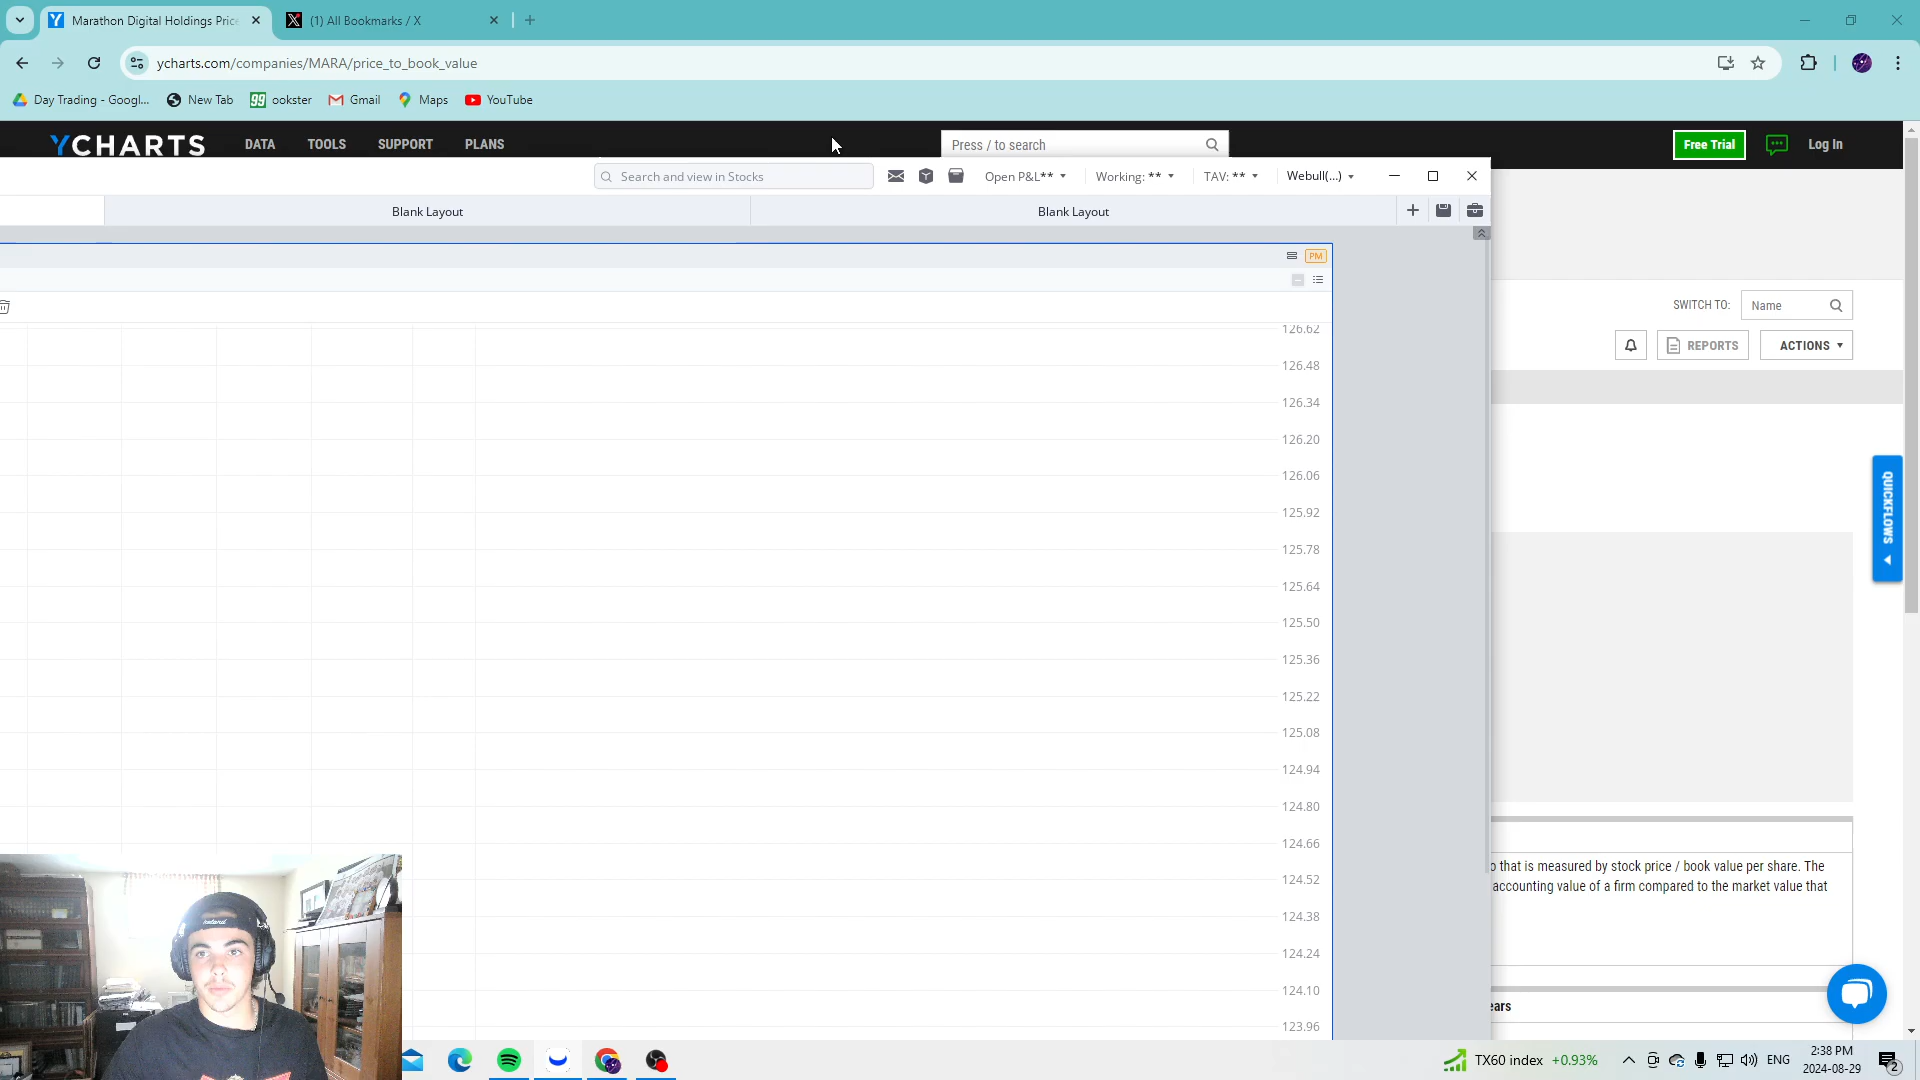 Marathon Digital Holdings Price
(1) All Bookmarks / X
ycharts.com/companies/MARA/price_to_book_value
Day Trading - Googl...
New Tab
99 ookster
Gmail
Maps
YouTube
YCHARTS
DATA
TOOLS
SUPPORT
PLANS
Press / to search
Free Trial
Log In
Search and view in Stocks
Open P&L**
Working: **
TAV: **
Webull(...)
Blank Layout
Blank Layout
PM
126.62
126.48
126.34
126.20
126.06
125.92
125.78
125.64
125.50
125.36
125.22
125.08
124.94
124.80
124.66
124.52
124.38
124.24
124.10
123.96
SWITCH TO:
Name
REPORTS
ACTIONS
QUICKFLOWS
o that is measured by stock price / book value per share. The
accounting value of a firm compared to the market value that
ears
TX60 index +0.93%
ENG
2:38 PM
2024-08-29
2